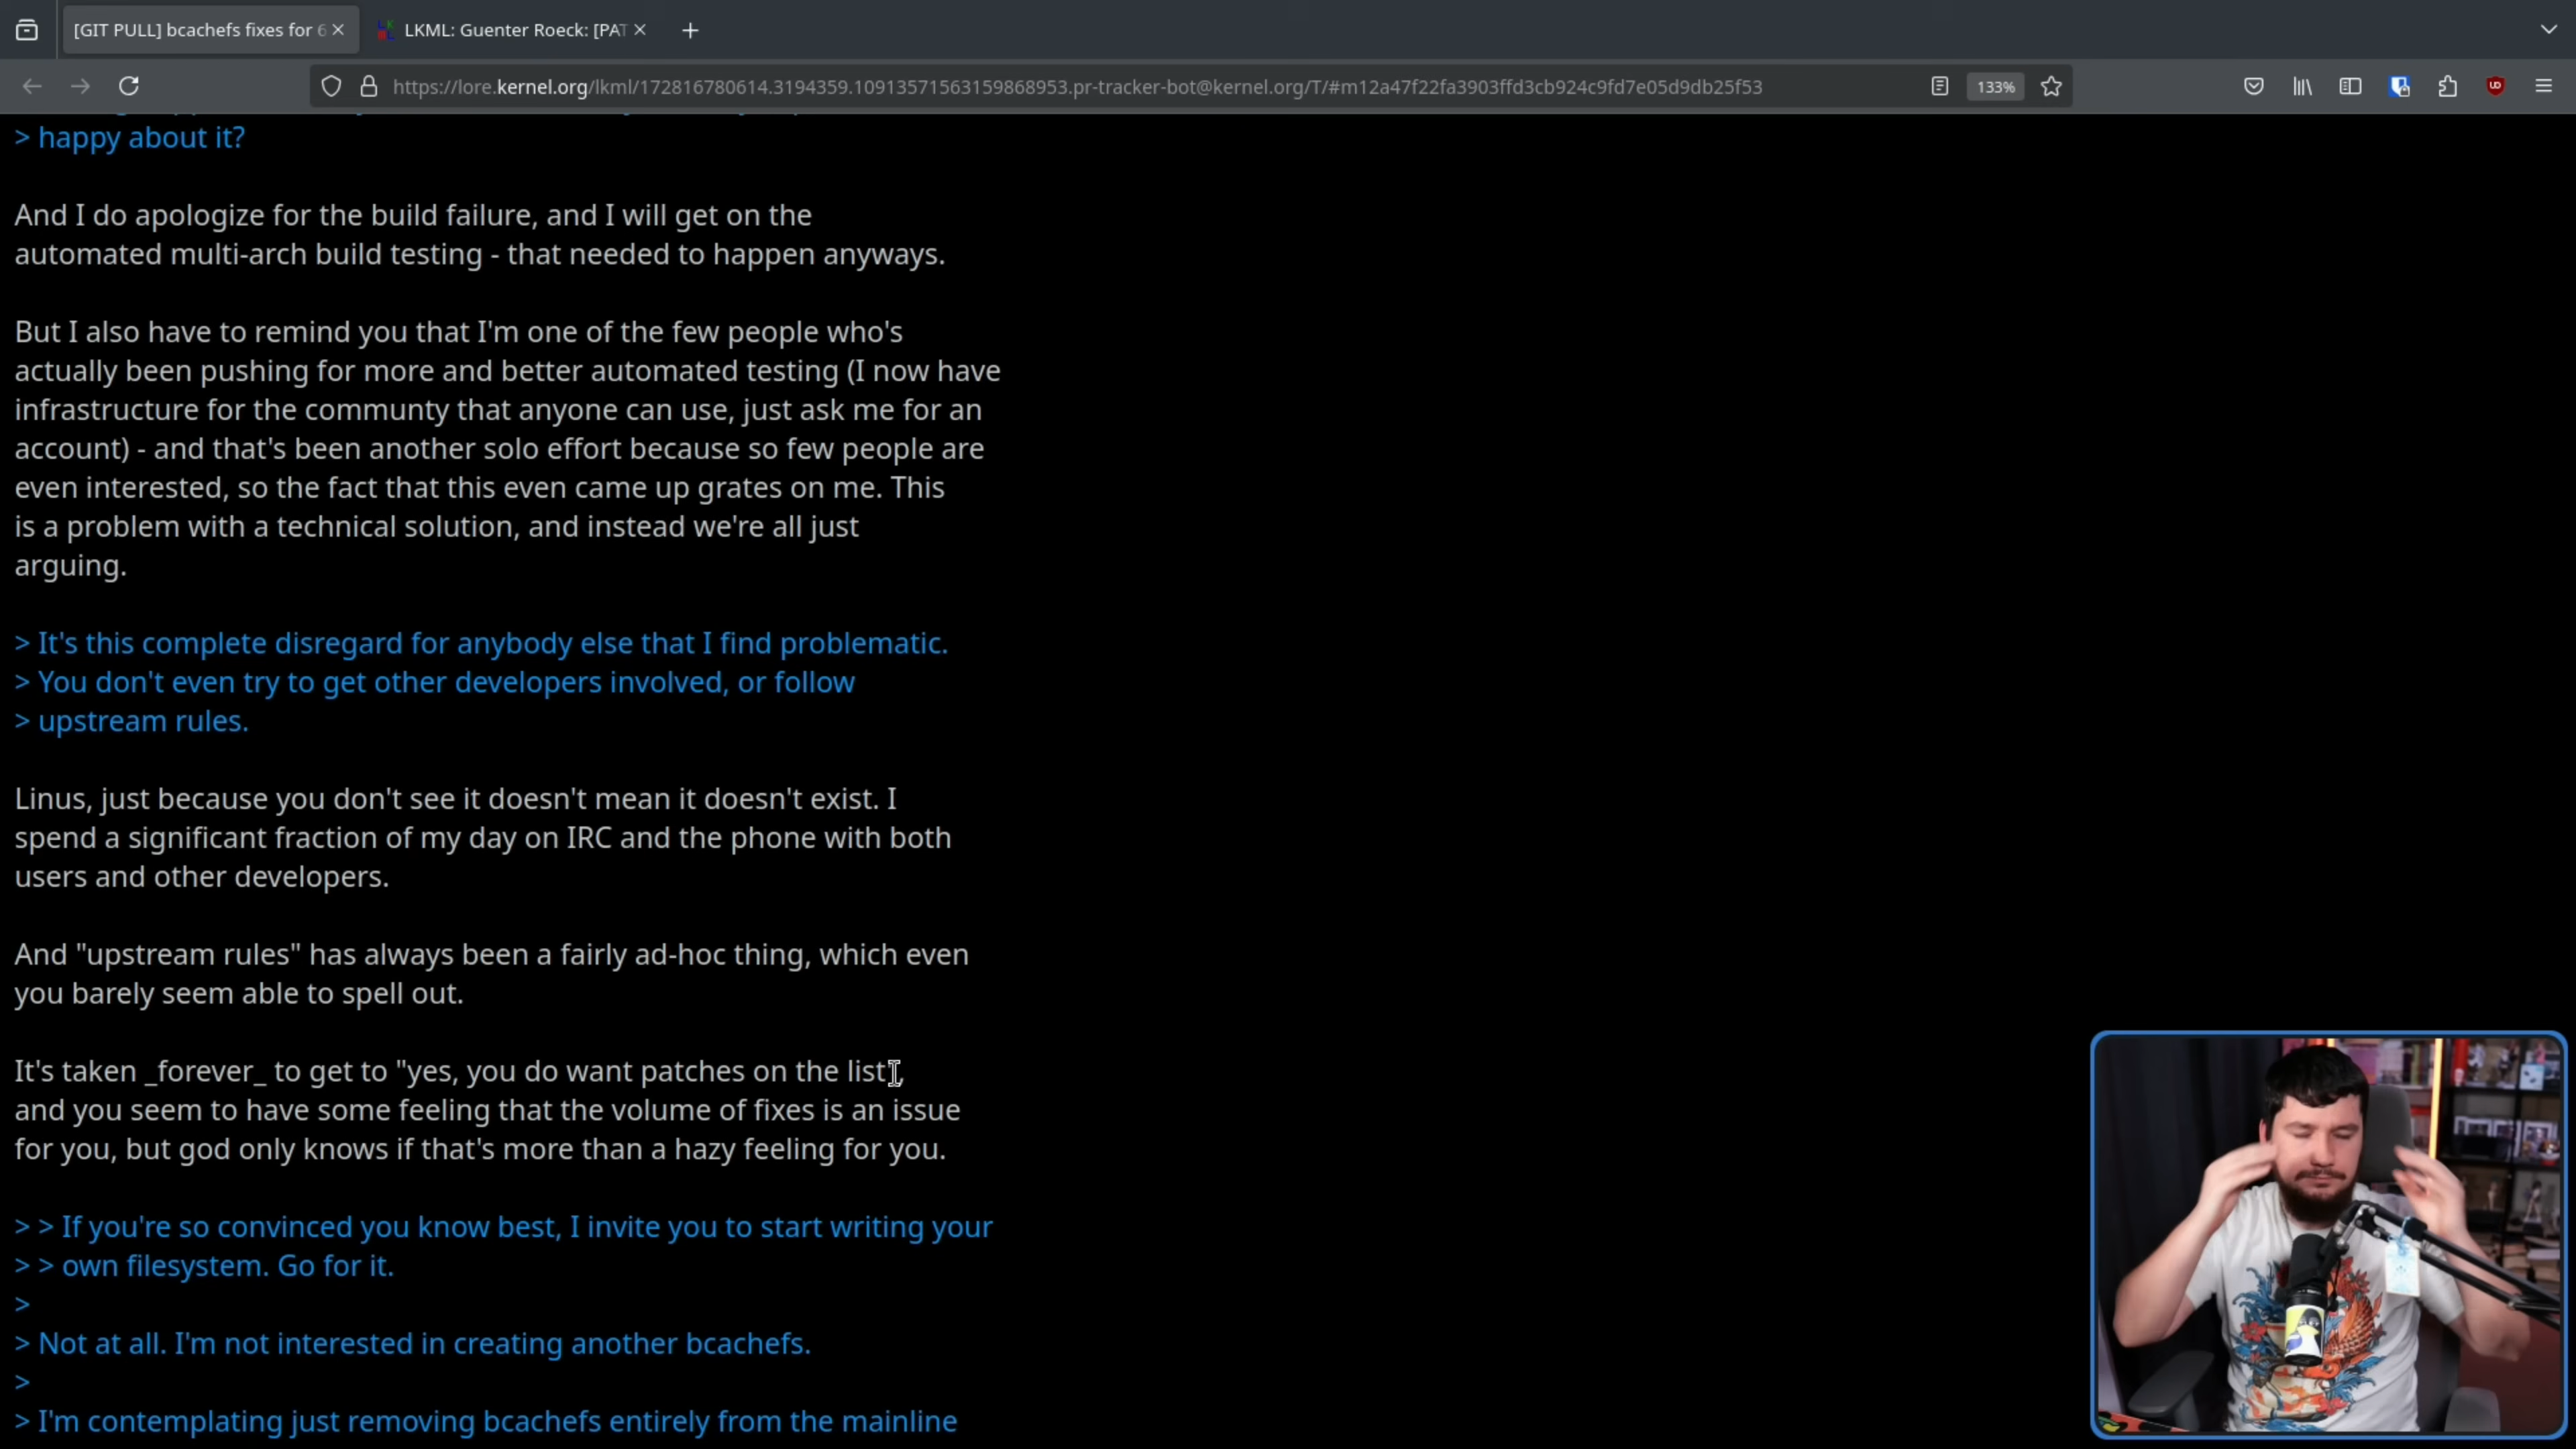 [GIT PULL] bcachefs fixes for 6
LKML: Guenter Roeck: [PAT
https://lore.kernel.org/lkml/172816780614.3194359.10913571563159868953.pr-tracker-bot@kernel.org/T/#m12a47f22fa3903ffd3cb924c9fd7e05d9db25f53
133%
> happy about it?
And I do apologize for the build failure, and I will get on the
automated multi-arch build testing - that needed to happen anyways.
But I also have to remind you that I'm one of the few people who's
actually been pushing for more and better automated testing (I now have
infrastructure for the communty that anyone can use, just ask me for an
account) - and that's been another solo effort because so few people are
even interested, so the fact that this even came up grates on me. This
is a problem with a technical solution, and instead we're all just
arguing.
> It's this complete disregard for anybody else that I find problematic.
> You don't even try to get other developers involved, or follow
> upstream rules.
Linus, just because you don't see it doesn't mean it doesn't exist. I
spend a significant fraction of my day on IRC and the phone with both
users and other developers.
And "upstream rules" has always been a fairly ad-hoc thing, which even
you barely seem able to spell out.
It's taken _forever_ to get to "yes, you do want patches on the list",
and you seem to have some feeling that the volume of fixes is an issue
for you, but god only knows if that's more than a hazy feeling for you.
> > If you're so convinced you know best, I invite you to start writing your
> > own filesystem. Go for it.
>
> Not at all. I'm not interested in creating another bcachefs.
>
> I'm contemplating just removing bcachefs entirely from the mainline